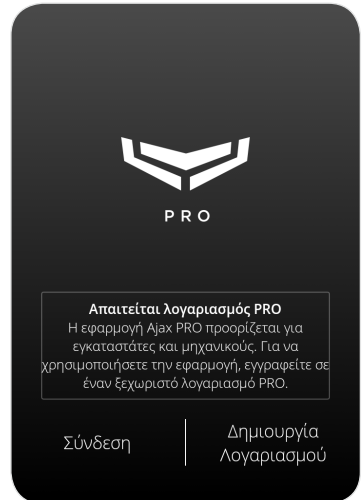 PRO
Απαιτείται λογαριασμός PRO
Η εφαρμογή Ajax PRO προορίζεται για
εγκαταστάτες και μηχανικούς. Για να
χρησιμοποιήσετε την εφαρμογή, εγγραφείτε σε
έναν ξεχωριστό λογαριασμό PRO.
Σύνδεση
Δημιουργία
Λογαριασμού